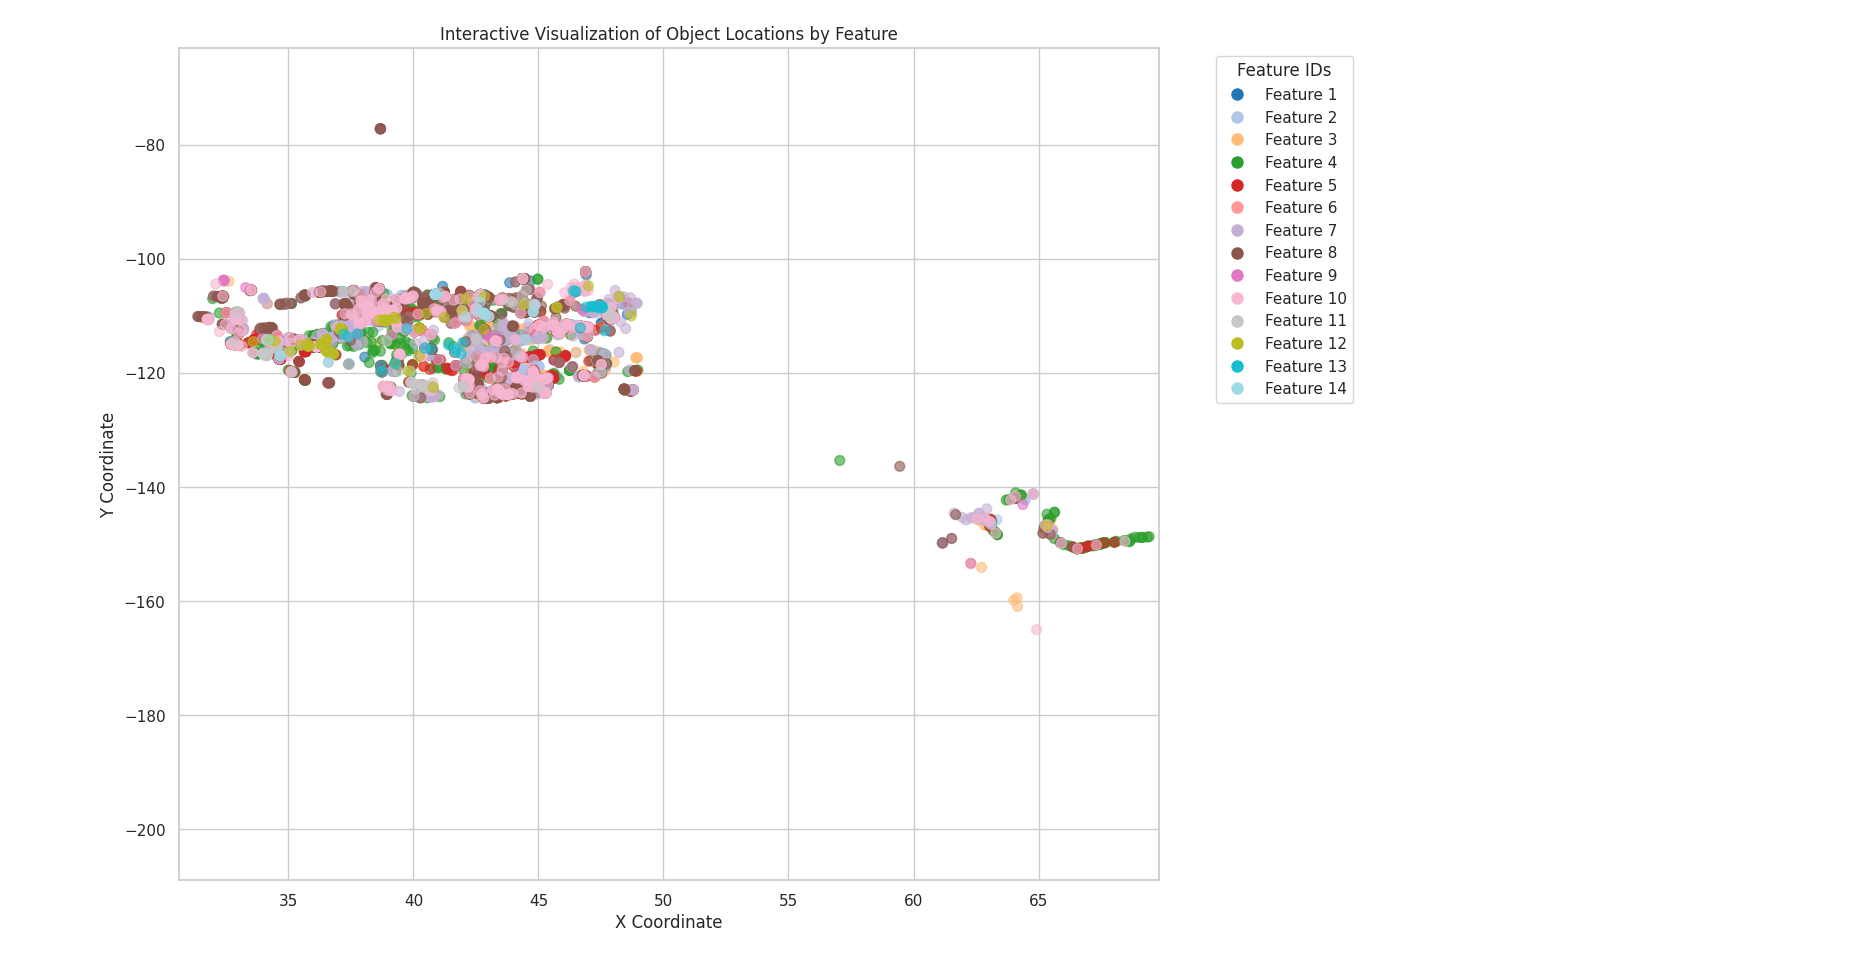 Interactive Visualization of Object Locations by Feature
Feature IDs
Feature 1
Feature 2
Feature 3
Feature 4
Feature 5
Feature 6
Feature 7
Feature 8
Feature 9
Feature 10
Feature 11
Feature 12
Feature 13
Feature 14
Y Coordinate
−80
−100
−120
−140
−160
−180
−200
35 40 45 50 55 60 65
X Coordinate